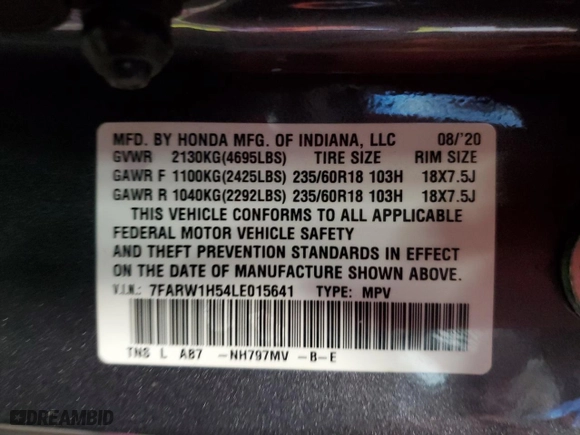 MFD. BY HONDA MFG. OF INDIANA, LLC 08/'20
GVWR 2130KG(4695LBS) TIRE SIZE RIM SIZE
GAWR F 1100KG(2425LBS) 235/60R18 103H 18X7.5J
GAWR R 1040KG(2292LBS) 235/60R18 103H 18X7.5J
THIS VEHICLE CONFORMS TO ALL APPLICABLE
FEDERAL MOTOR VEHICLE SAFETY
AND THEFT PREVENTION STANDARDS IN EFFECT
ON THE DATE OF MANUFACTURE SHOWN ABOVE.
V.I.N.: 7FARW1H54LE015641 TYPE: MPV
TNS L A87 -NH797MV -B-E
DREAMBID